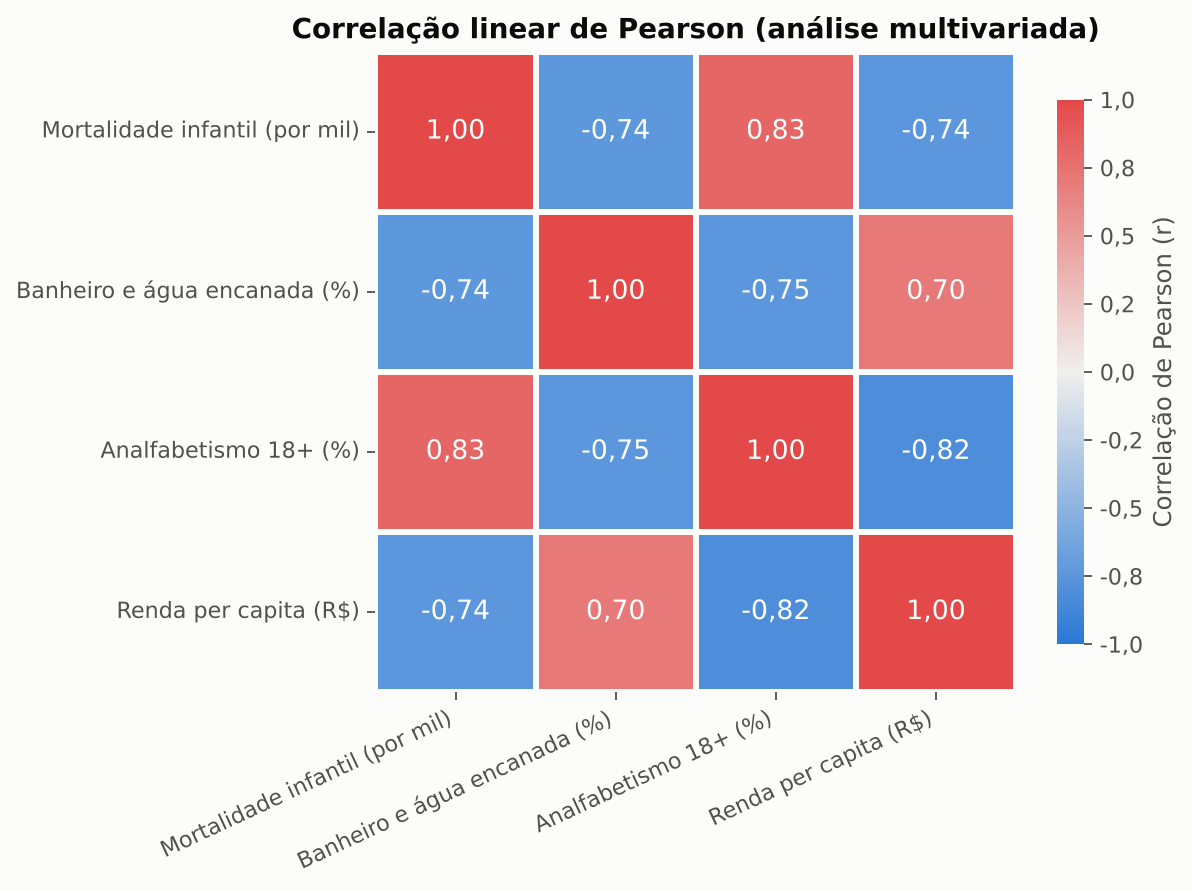 Correlação linear de Pearson (análise multivariada)
Mortalidade infantil (por mil)
1,00 -0,74 0,83 -0,74
Banheiro e água encanada (%)
-0,74 1,00 -0,75 0,70
Analfabetismo 18+ (%)
0,83 -0,75 1,00 -0,82
Renda per capita (R$)
-0,74 0,70 -0,82 1,00
Mortalidade infantil (por mil)
Banheiro e água encanada (%)
Analfabetismo 18+ (%)
Renda per capita (R$)
1,0
0,8
0,5
0,2
0,0
-0,2
-0,5
-0,8
-1,0
Correlação de Pearson (r)